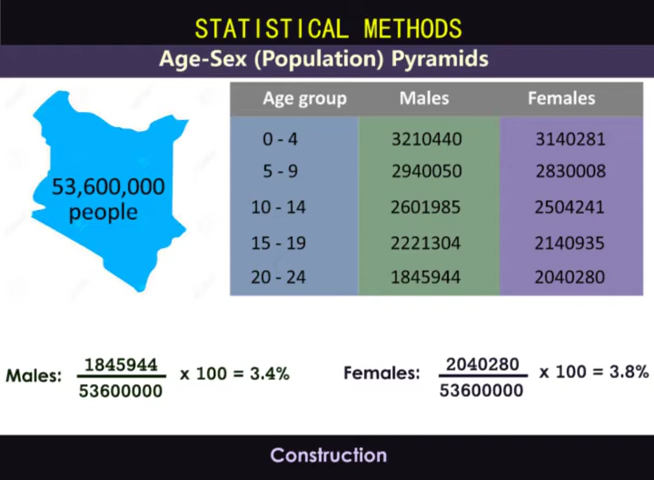 STATISTICAL METHODS
Age-Sex (Population) Pyramids
53,600,000
people
Age group Males Females
0 - 4 3210440 3140281
5 - 9 2940050 2830008
10 - 14 2601985 2504241
15 - 19 2221304 2140935
20 - 24 1845944 2040280
Males: 1845944 / 53600000 x 100 = 3.4%
Females: 2040280 / 53600000 x 100 = 3.8%
Construction